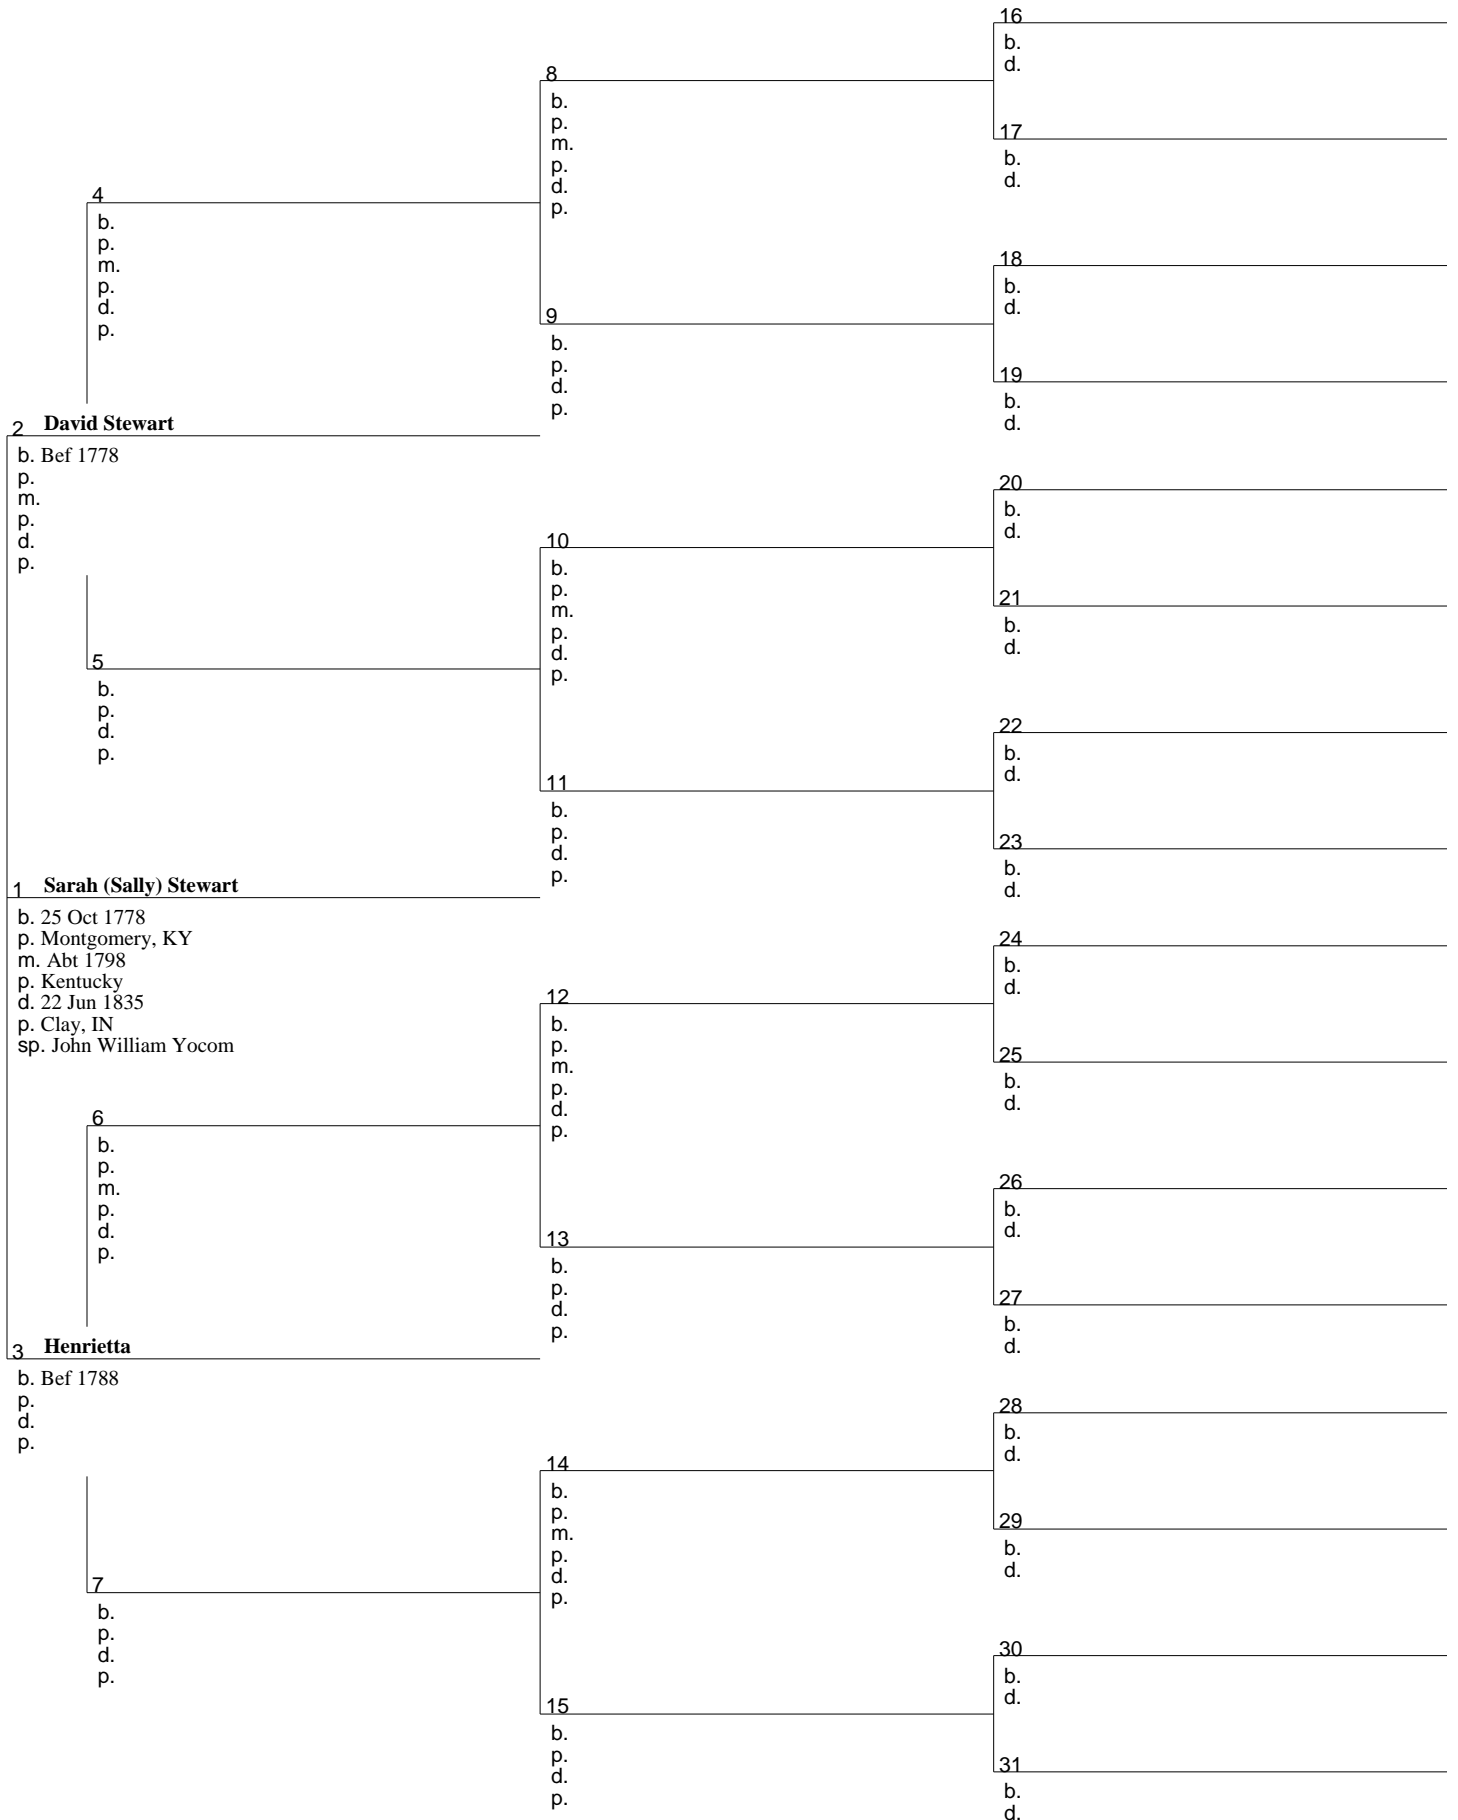 16
b.
d.
8
b.
p.
m.
p.
d.
p.
17
b.
d.
4
b.
p.
m.
p.
d.
p.
18
b.
d.
9
b.
p.
d.
p.
19
b.
d.
2 David Stewart
b. Bef 1778
p.
m.
p.
d.
p.
20
b.
d.
10
b.
p.
m.
p.
d.
p.
21
b.
d.
5
b.
p.
d.
p.
22
b.
d.
11
b.
p.
d.
p.
23
b.
d.
1 Sarah (Sally) Stewart
b. 25 Oct 1778
p. Montgomery, KY
m. Abt 1798
p. Kentucky
d. 22 Jun 1835
p. Clay, IN
sp. John William Yocom
24
b.
d.
12
b.
p.
m.
p.
d.
p.
25
b.
d.
6
b.
p.
m.
p.
d.
p.
26
b.
d.
13
b.
p.
d.
p.
27
b.
d.
3 Henrietta
b. Bef 1788
p.
d.
p.
28
b.
d.
14
b.
p.
m.
p.
d.
p.
29
b.
d.
7
b.
p.
d.
p.
30
b.
d.
15
b.
p.
d.
p.
31
b.
d.